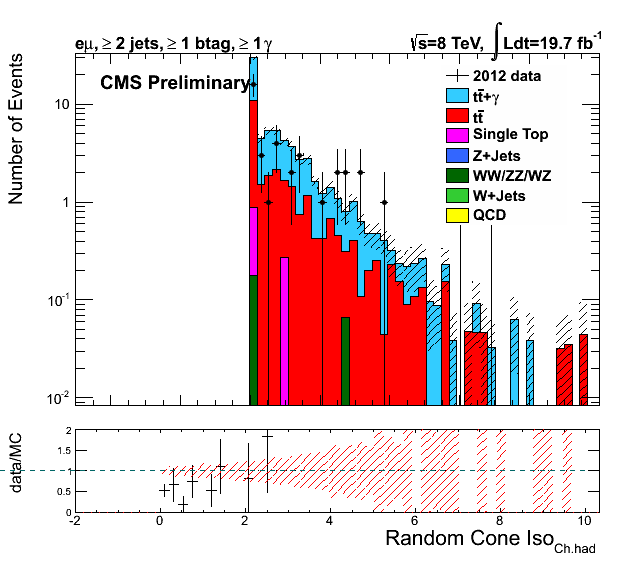 eμ, ≥ 2 jets, ≥ 1 btag, ≥ 1 γ
√s=8 TeV, ∫ Ldt=19.7 fb⁻¹
CMS Preliminary
2012 data
tt̄+γ
tt̄
Single Top
Z+Jets
WW/ZZ/WZ
W+Jets
QCD
Number of Events
10
1
10⁻¹
10⁻²
data/MC
2
1.5
1
0.5
0
-2 0 2 4 6 8 10
Random Cone Iso_Ch.had